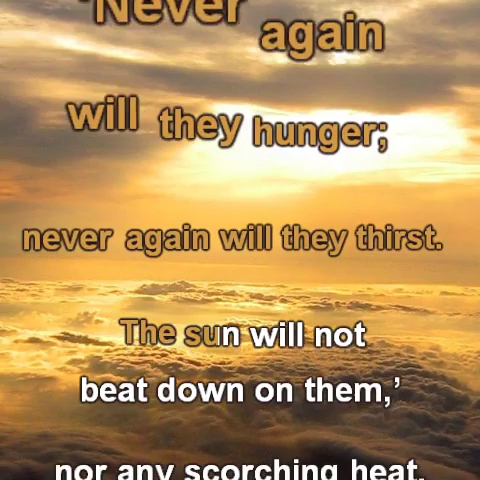 ‘Never again
will they hunger;
never again will they thirst.
The sun will not
beat down on them,’
nor any scorching heat.